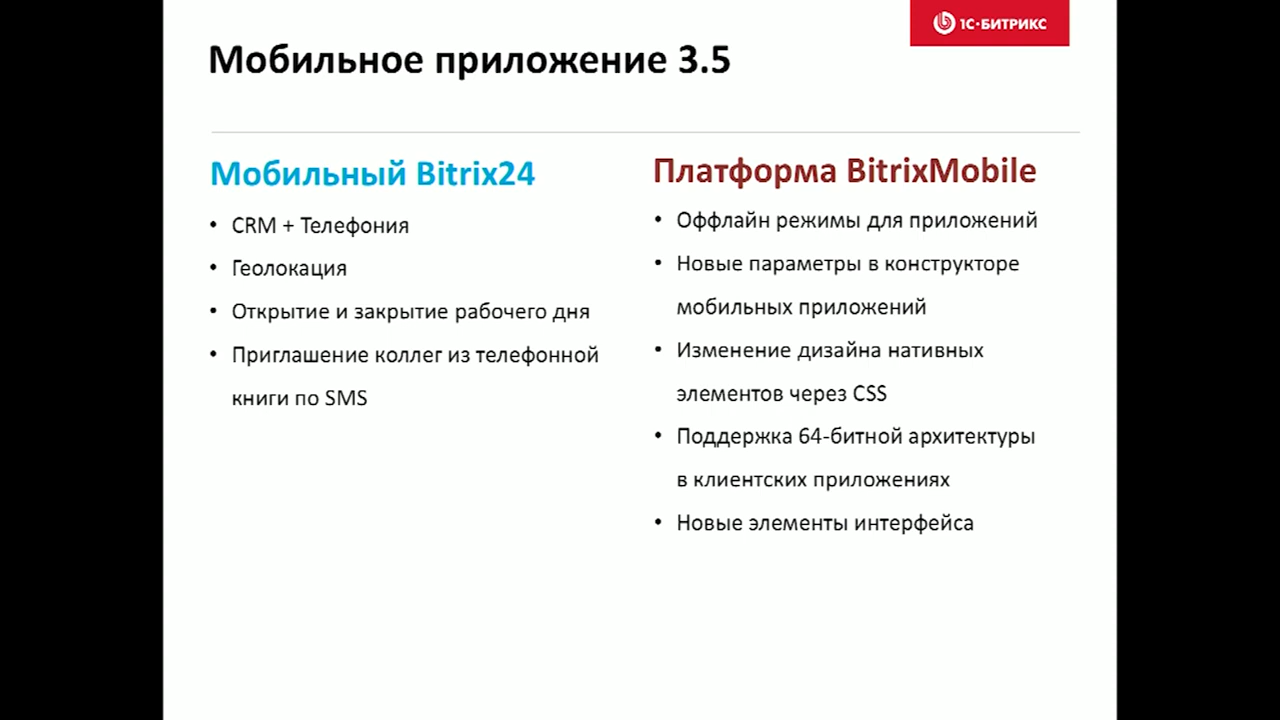 1С-БИТРИКС
Мобильное приложение 3.5
Мобильный Bitrix24
• CRM + Телефония
• Геолокация
• Открытие и закрытие рабочего дня
• Приглашение коллег из телефонной
книги по SMS
Платформа BitrixMobile
• Оффлайн режимы для приложений
• Новые параметры в конструкторе
мобильных приложений
• Изменение дизайна нативных
элементов через CSS
• Поддержка 64-битной архитектуры
в клиентских приложениях
• Новые элементы интерфейса